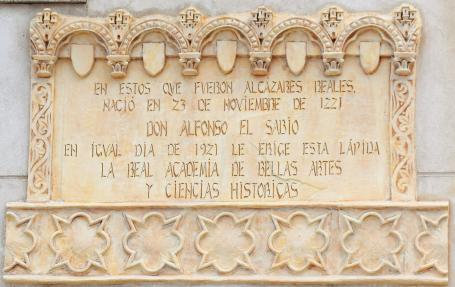 EN ESTOS QUE FUERON ALCAZARES REALES,
NACIÓ EN 23 DE NOVIEMBRE DE 1221
DON ALFONSO EL SABIO
EN IGUAL DIA DE 1921 LE ERIGE ESTA LÁPIDA
LA REAL ACADEMIA DE BELLAS ARTES
Y CIENCIAS HISTORICAS